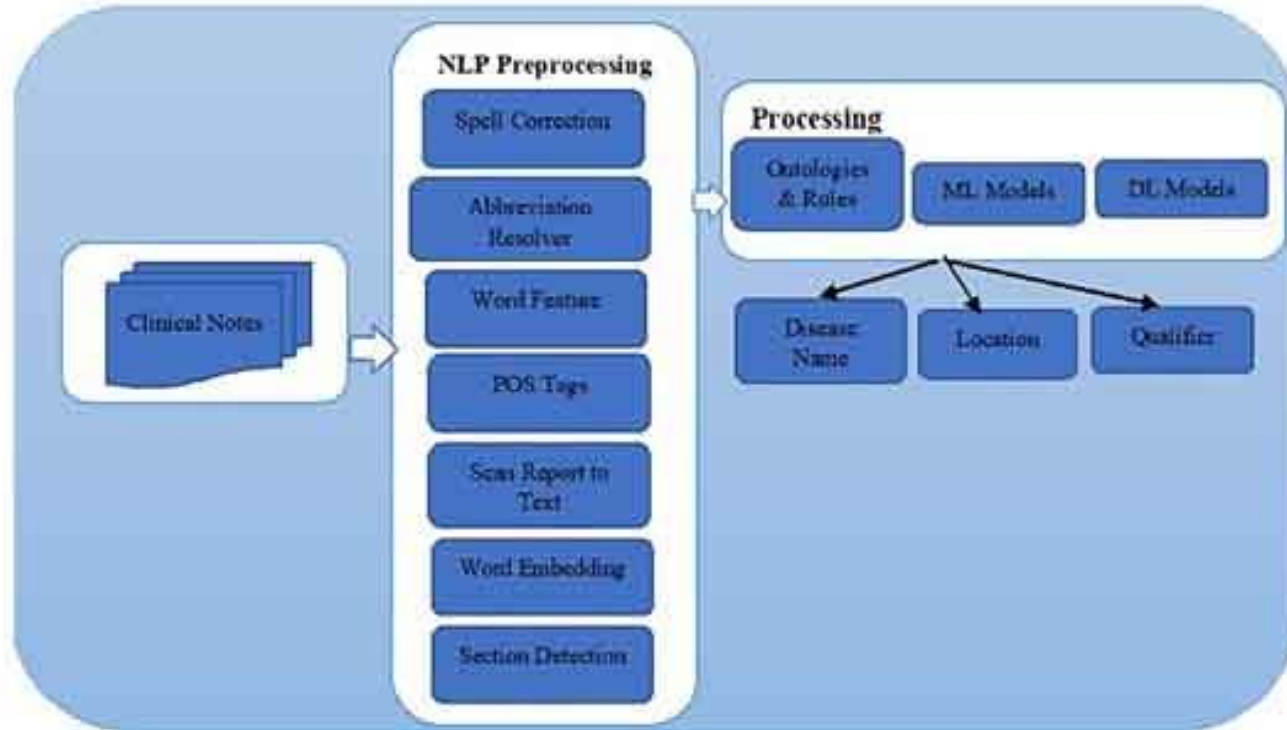 NLP Preprocessing
Spell Correction
Abbreviation
Resolver
Word Feature
POS Tags
Scan Report to
Text
Word Embedding
Section Detection
Clinical Notes
Processing
Ontologies
& Rules
ML Models
DL Models
Disease
Name
Location
Qualifier